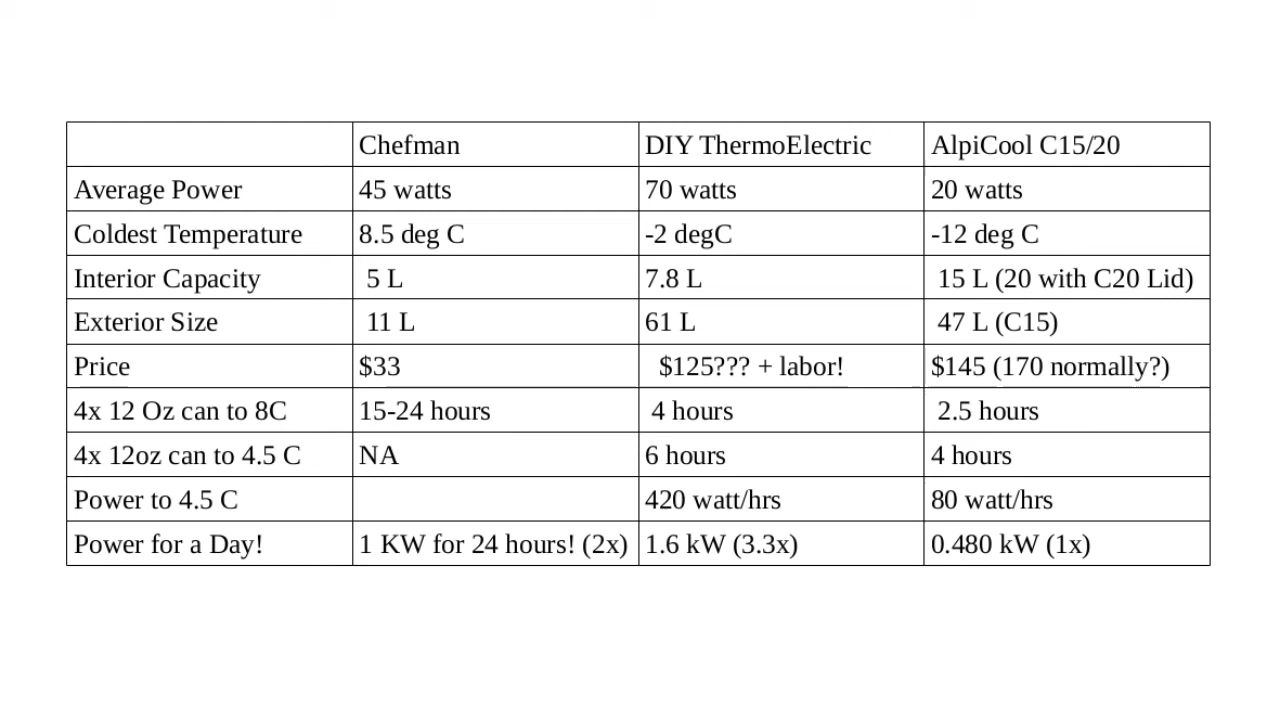 Chefman DIY ThermoElectric AlpiCool C15/20
Average Power 45 watts 70 watts 20 watts
Coldest Temperature 8.5 deg C -2 degC -12 deg C
Interior Capacity 5 L 7.8 L 15 L (20 with C20 Lid)
Exterior Size 11 L 61 L 47 L (C15)
Price $33 $125??? + labor! $145 (170 normally?)
4x 12 Oz can to 8C 15-24 hours 4 hours 2.5 hours
4x 12oz can to 4.5 C NA 6 hours 4 hours
Power to 4.5 C 420 watt/hrs 80 watt/hrs
Power for a Day! 1 KW for 24 hours! (2x) 1.6 kW (3.3x) 0.480 kW (1x)